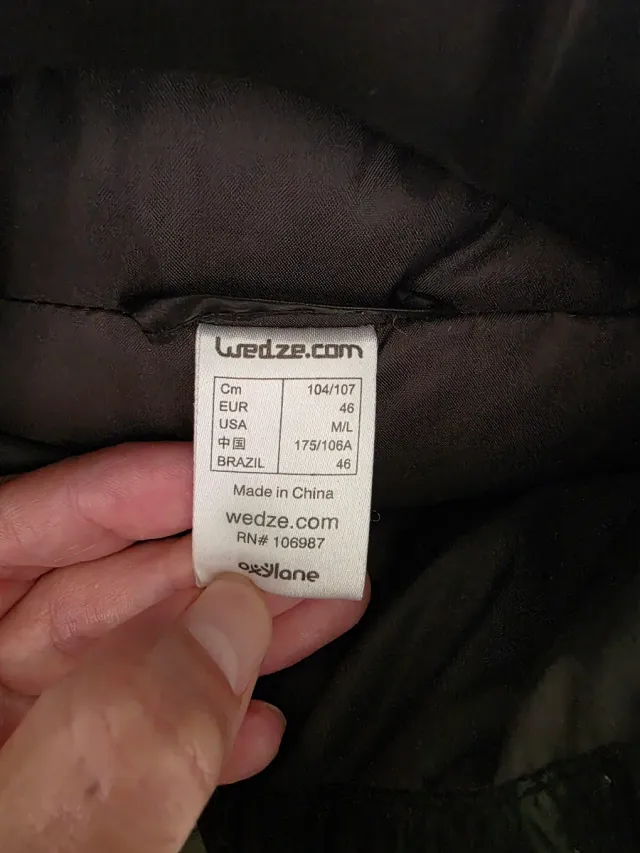 wedze.com
Cm 104/107
EUR 46
USA M/L
中国 175/106A
BRAZIL 46
Made in China
wedze.com
RN# 106987
oxylane